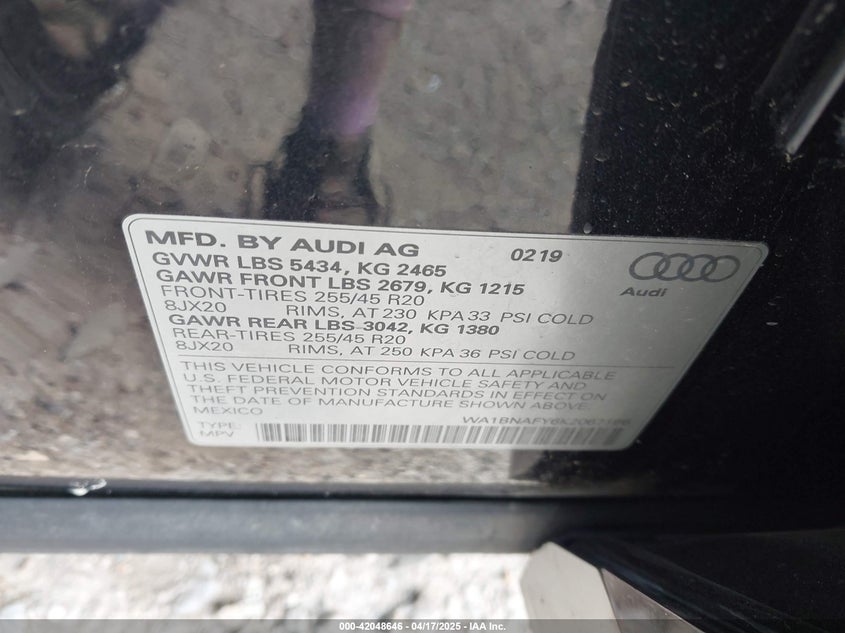 MFD. BY AUDI AG 0219
GVWR LBS 5434, KG 2465
GAWR FRONT LBS 2679, KG 1215
FRONT-TIRES 255/45 R20
8JX20 RIMS, AT 230 KPA 33 PSI COLD
GAWR REAR LBS 3042, KG 1380
REAR-TIRES 255/45 R20
8JX20 RIMS, AT 250 KPA 36 PSI COLD
Audi
THIS VEHICLE CONFORMS TO ALL APPLICABLE
U.S. FEDERAL MOTOR VEHICLE SAFETY AND
THEFT PREVENTION STANDARDS IN EFFECT ON
THE DATE OF MANUFACTURE SHOWN ABOVE.
MEXICO
TYPE:
MPV
000-42048646 - 04/17/2025 - IAA Inc.